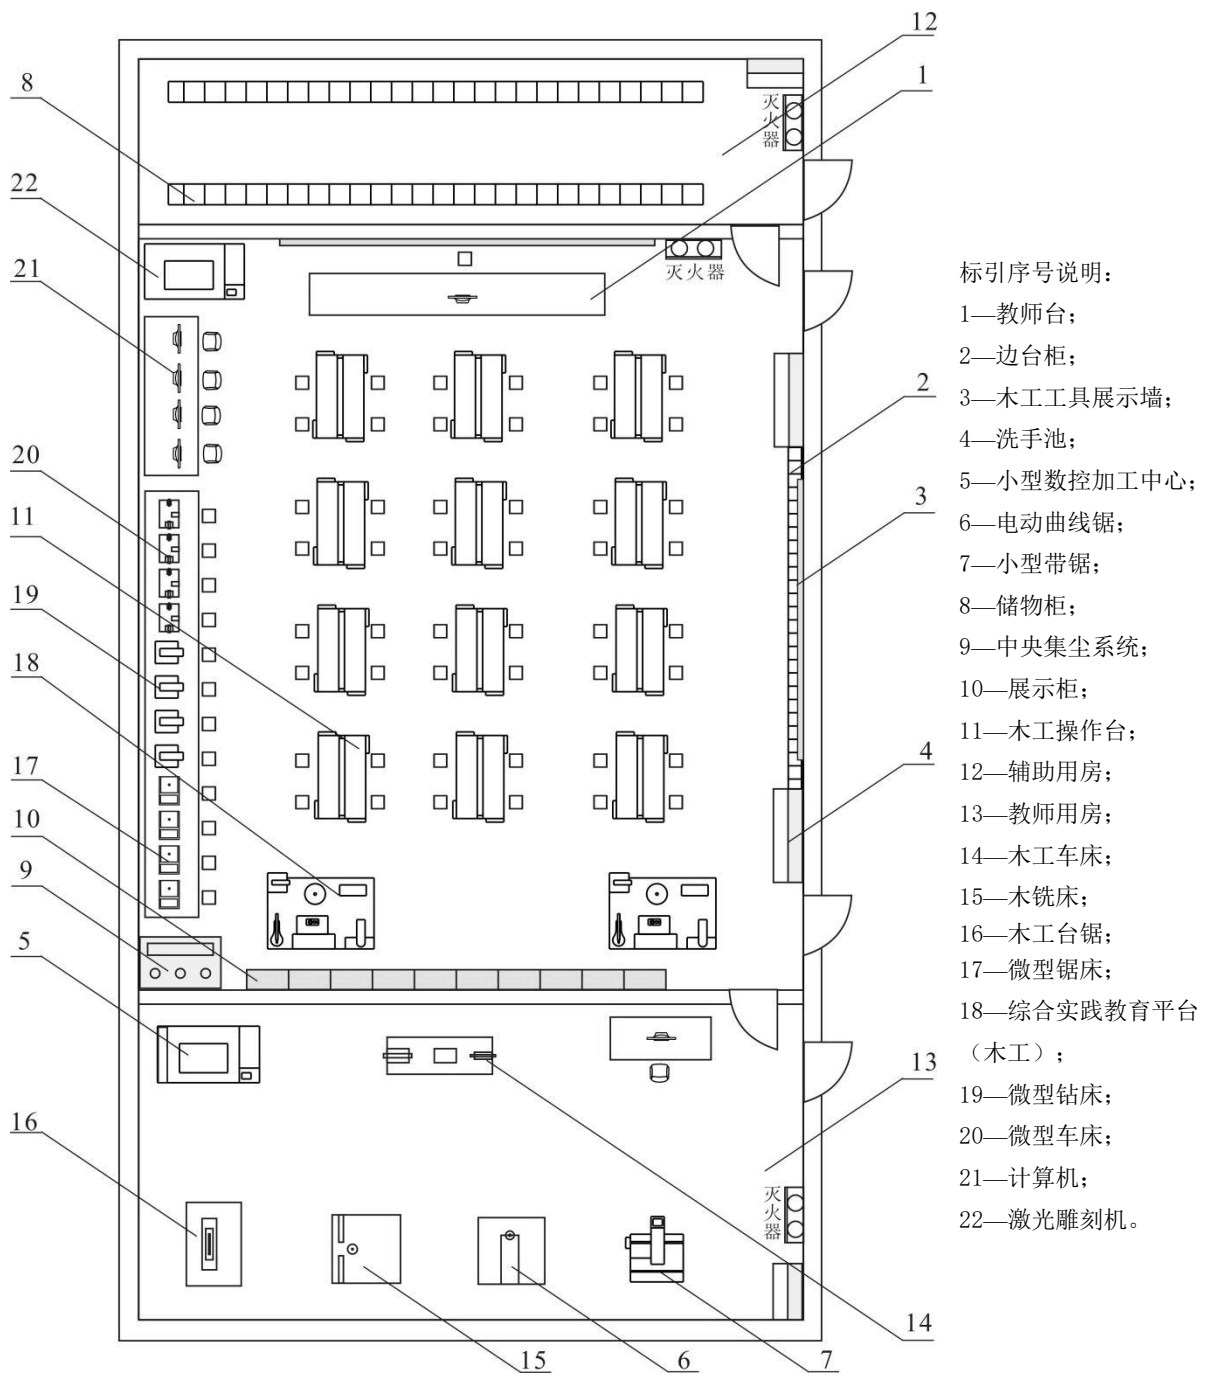 12
8
灭火器
1
22
灭火器
21
标引序号说明：
1—教师台；
2—边台柜；
2
3—木工工具展示墙；
4—洗手池；
20
5—小型数控加工中心；
3
11
6—电动曲线锯；
7—小型带锯；
19
8—储物柜；
9—中央集尘系统；
18
10—展示柜；
11—木工操作台；
4
17
12—辅助用房；
10
13—教师用房；
14—木工车床；
9
15—木铣床；
5
16—木工台锯；
17—微型锯床；
18—综合实践教育平台
（木工）；
13
16
19—微型钻床；
20—微型车床；
21—计算机；
灭火器
22—激光雕刻机。
14
15
6
7